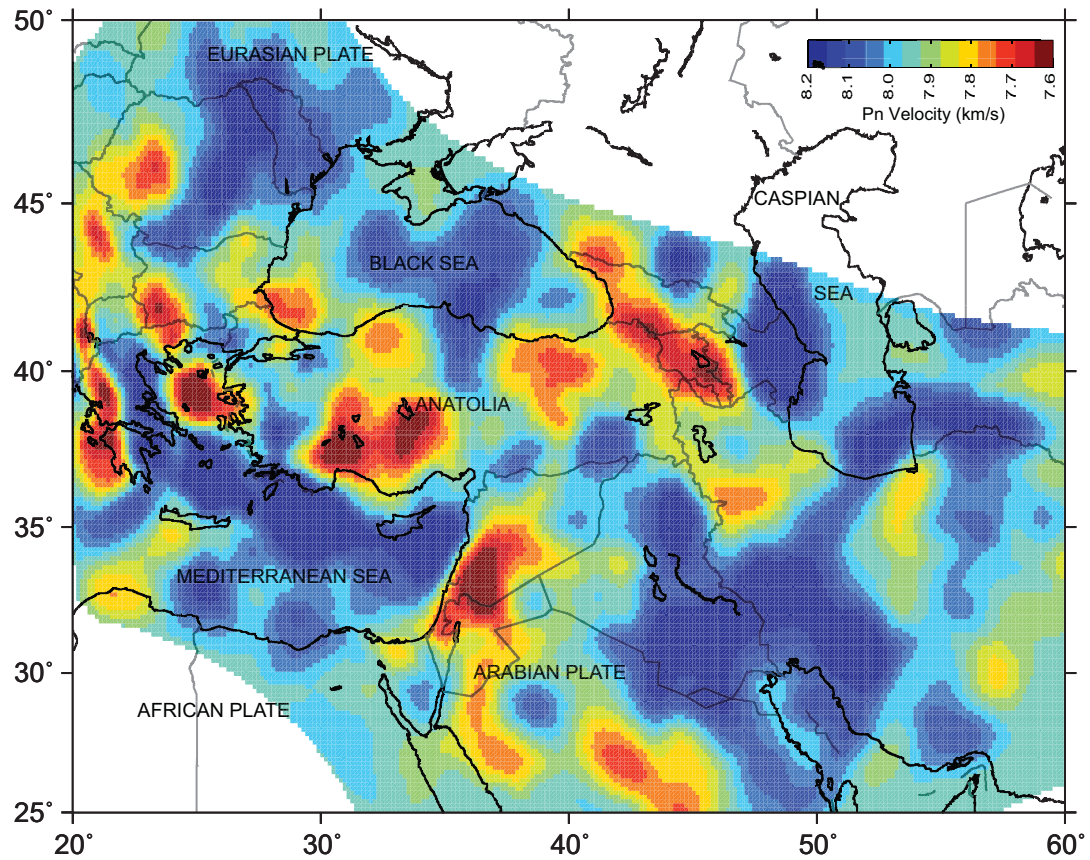 50°
45°
40°
35°
30°
25°
20°
30°
40°
50°
60°
EURASIAN PLATE
8.2
8.1
8.0
7.9
7.8
7.7
7.6
Pn Velocity (km/s)
CASPIAN
SEA
BLACK SEA
ANATOLIA
MEDITERRANEAN SEA
ARABIAN PLATE
AFRICAN PLATE